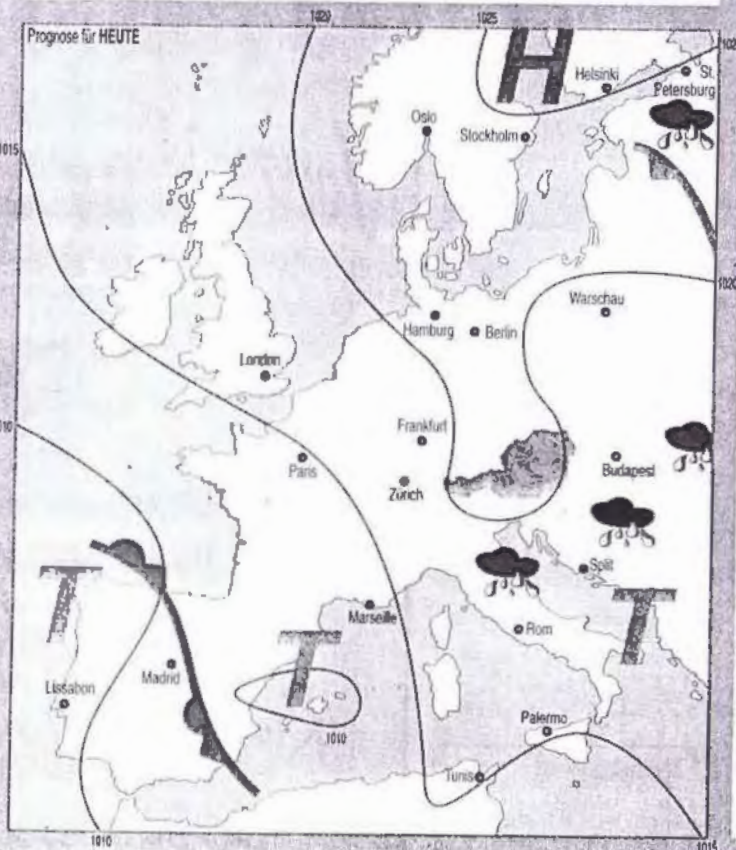 1020
1025
Prognose für HEUTE
H
Helsinki
St.
Petersburg
Oslo
Stockholm
1015
1020
Warschau
Hamburg
Berlin
London
Frankfurt
Paris
Zürich
Budapest
Split
T
T
T
Marseille
Rom
Madrid
Lissabon
1010
Palermo
Tunis
1010
1015